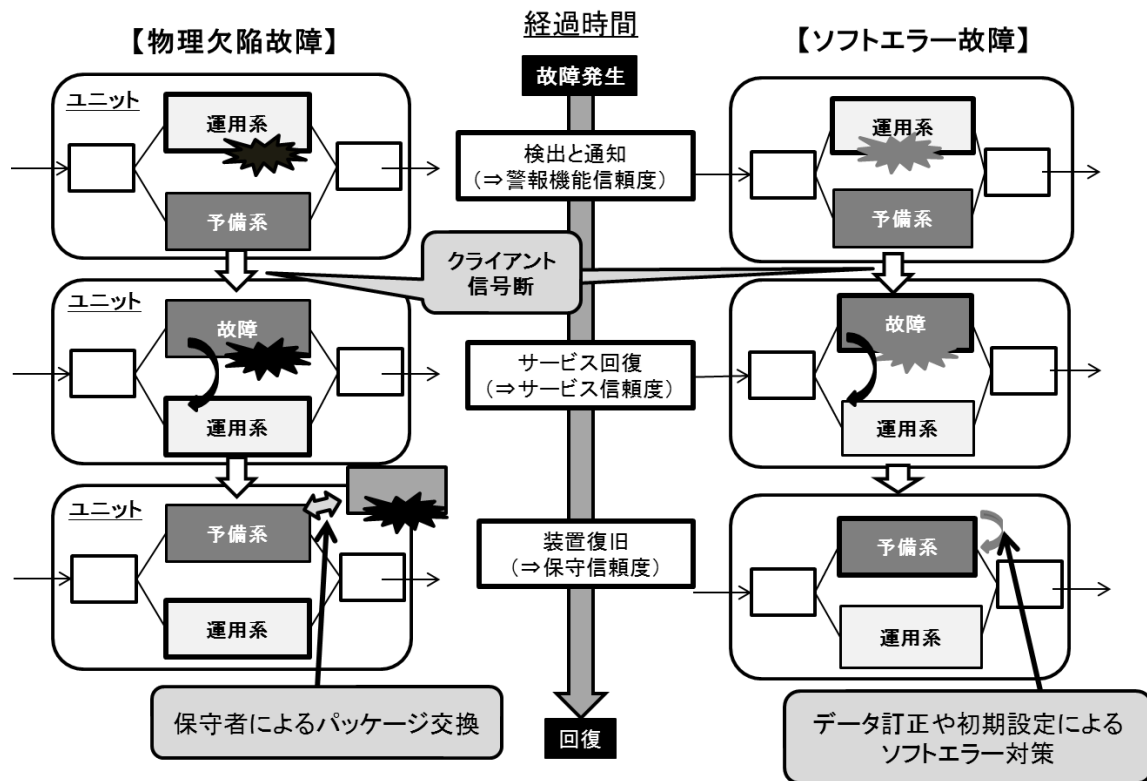 経過時間
【物理欠陥故障】
【ソフトエラー故障】
故障発生
ユニット
運用系
予備系
検出と通知
(⇒警報機能信頼度)
運用系
予備系
クライアント
信号断
ユニット
故障
運用系
サービス回復
(⇒サービス信頼度)
故障
運用系
ユニット
予備系
運用系
装置復旧
(⇒保守信頼度)
予備系
運用系
保守者によるパッケージ交換
回復
データ訂正や初期設定による
ソフトエラー対策